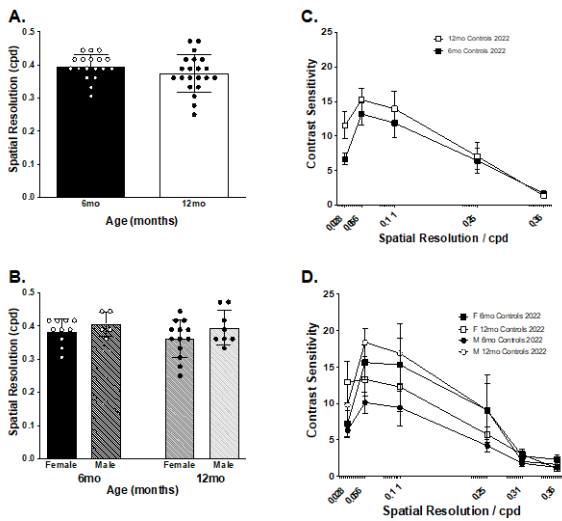 A.
Spatial Resolution (cpd)
0.5
0.4
0.3
0.2
0.1
0.0
6mo
12mo
Age (months)
C.
12mo Controls 2022
6mo Controls 2022
Contrast Sensitivity
25
20
15
10
5
0
0.028
0.056
0.11
0.25
0.35
Spatial Resolution / cpd
B.
Spatial Resolution (cpd)
0.5
0.4
0.3
0.2
0.1
0.0
Female
Male
Female
Male
6mo
12mo
Age (months)
D.
F 6mo Controls 2022
F 12mo Controls 2022
M 6mo Controls 2022
M 12mo Controls 2022
Contrast Sensitivity
25
20
15
10
5
0
0.028
0.056
0.11
0.25
0.31
0.35
Spatial Resolution / cpd